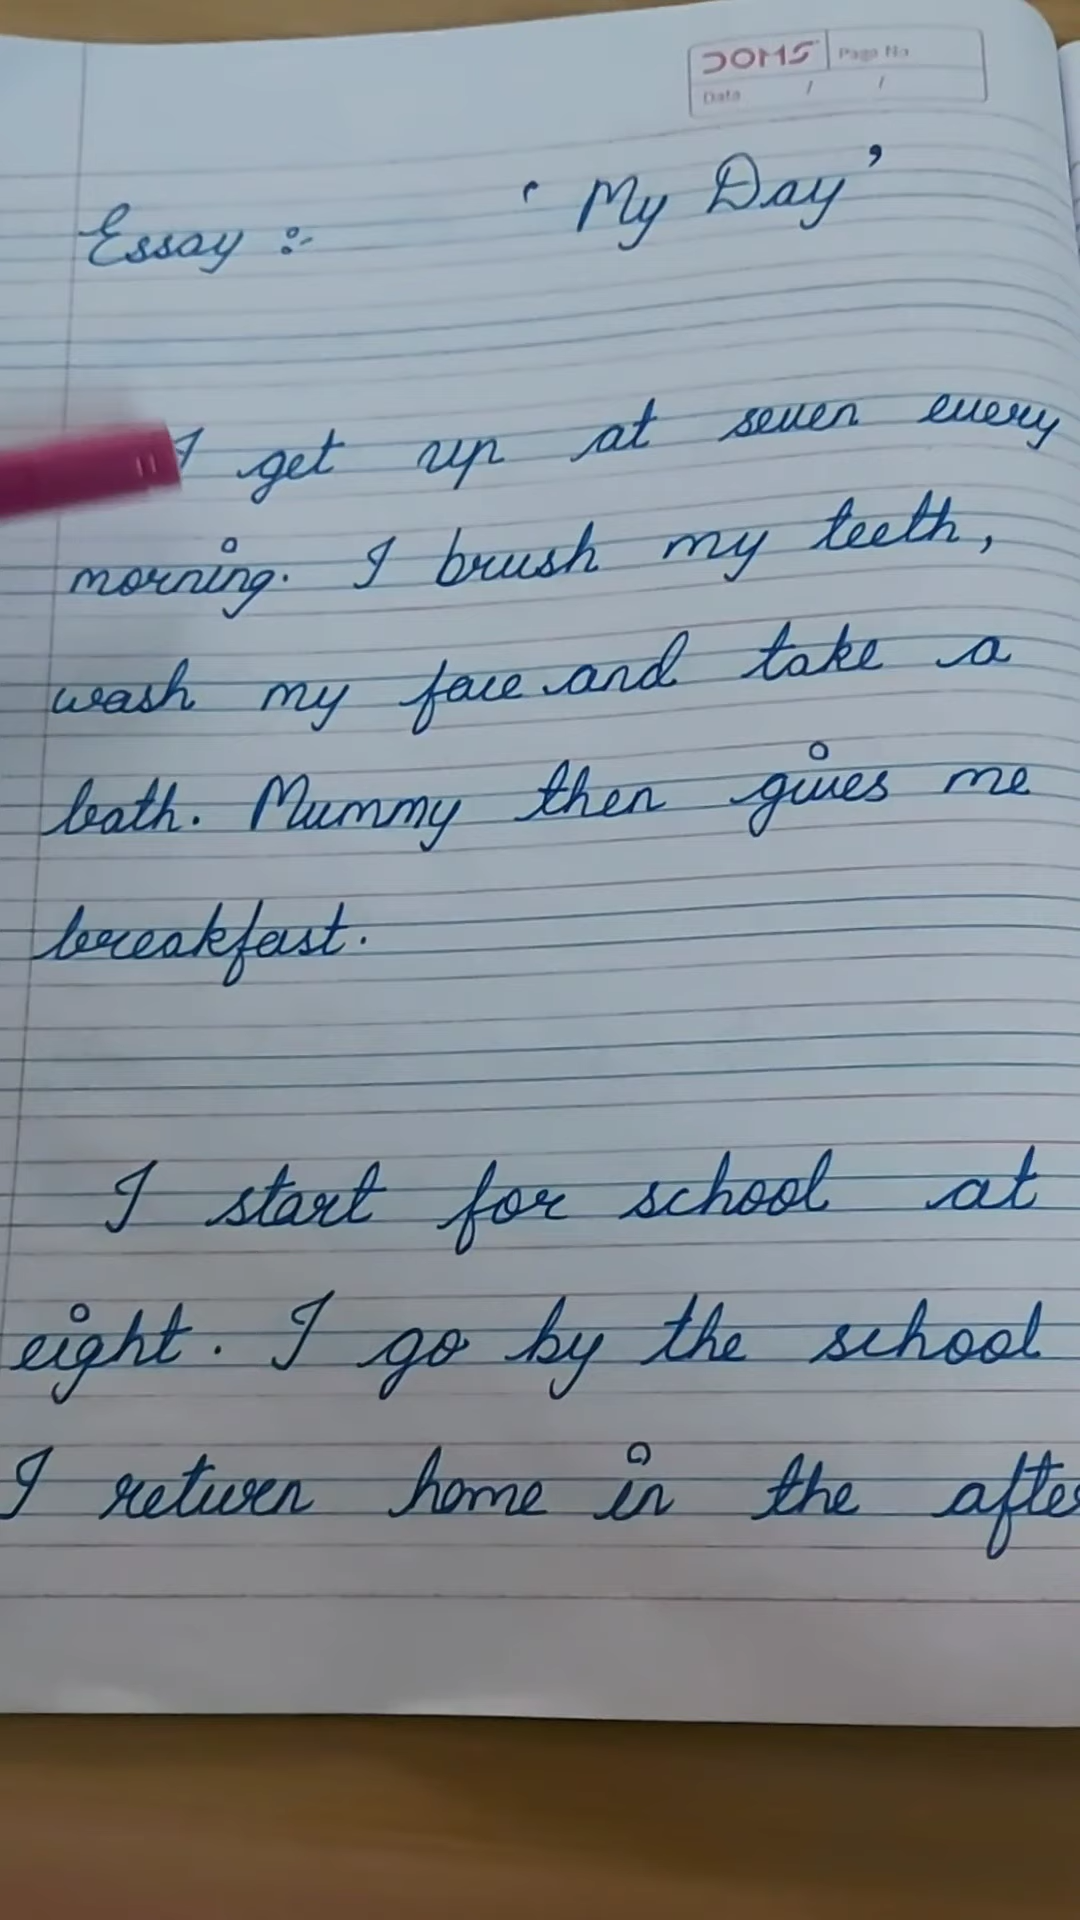 DOMS Page No
Date / /
Essay :- ' My Day '
I get up at seven every
morning. I brush my teeth,
wash my face and take a
bath. Mummy then gives me
breakfast.
I start for school at
eight. I go by the school
I return home in the